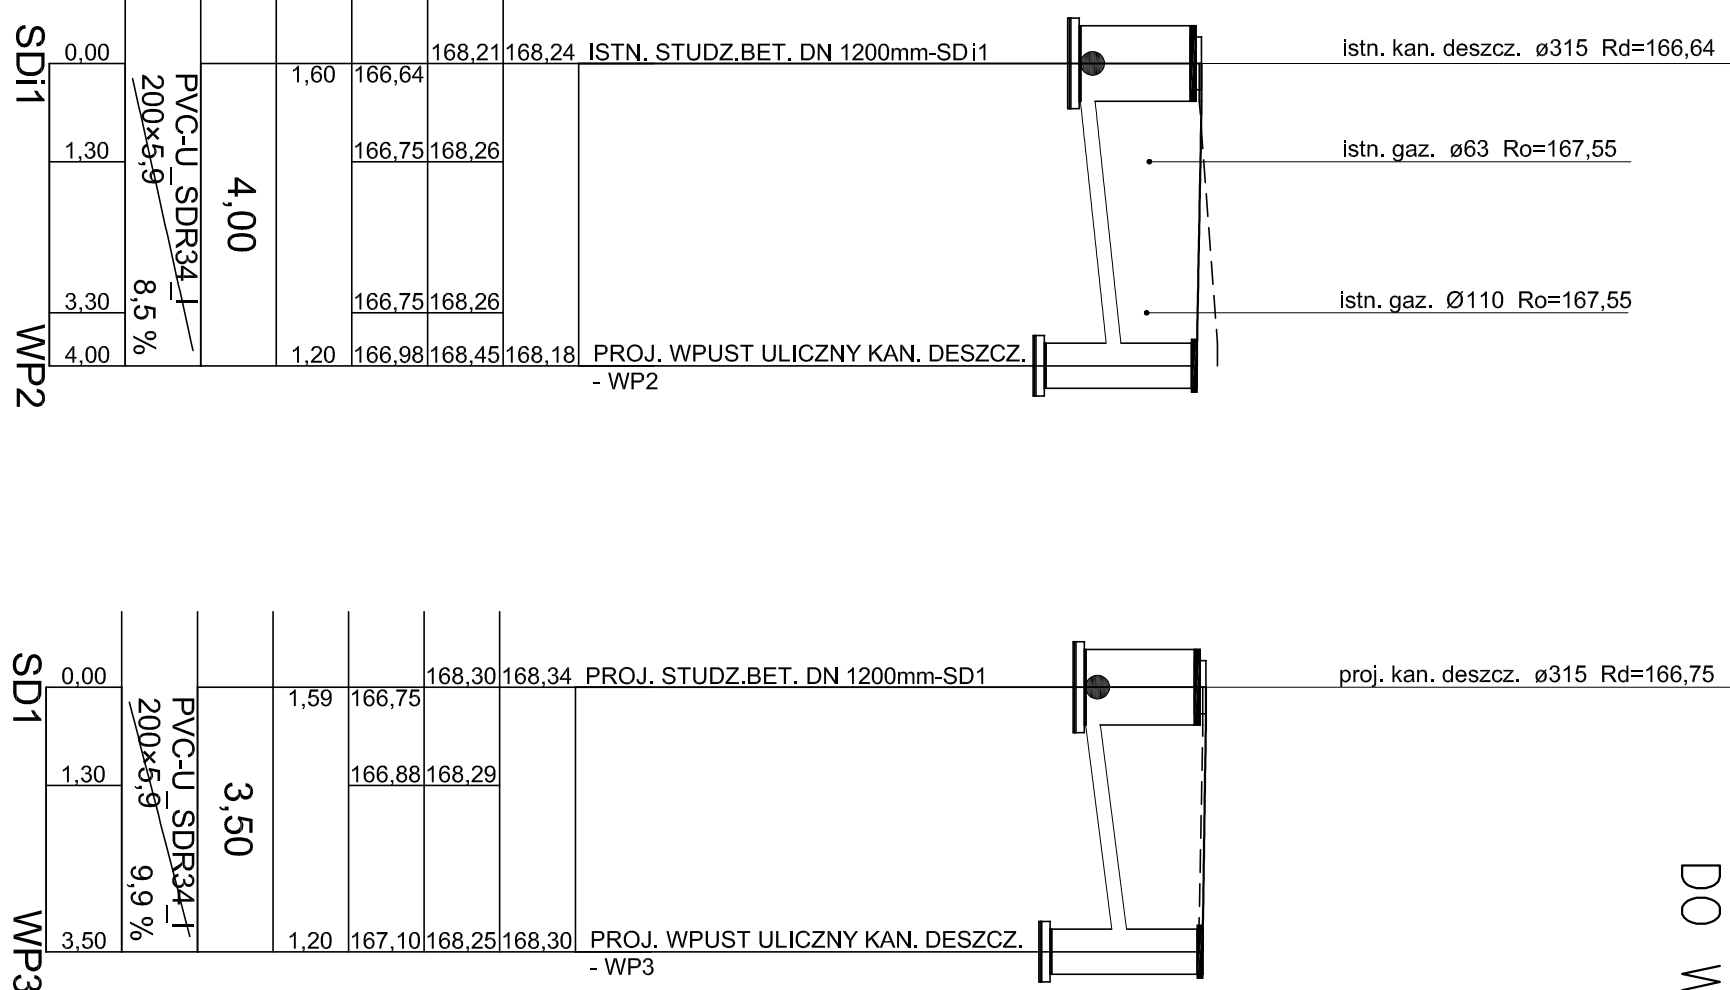 SDi1
0,00
168,21
168,24
ISTN. STUDZ.BET. DN 1200mm-SDi1
istn. kan. deszcz. ø315 Rd=166,64
1,60
166,64
PVC-U_SDR34_I
200×5,9
8,5 %
4,00
1,30
166,75
168,26
istn. gaz. ø63 Ro=167,55
3,30
166,75
168,26
istn. gaz. Ø110 Ro=167,55
WP2
4,00
1,20
166,98
168,45
168,18
PROJ. WPUST ULICZNY KAN. DESZCZ.
- WP2
SD1
0,00
168,30
168,34
PROJ. STUDZ.BET. DN 1200mm-SD1
proj. kan. deszcz. ø315 Rd=166,75
1,59
166,75
PVC-U_SDR34_I
200×5,9
9,9 %
3,50
1,30
166,88
168,29
WP3
3,50
1,20
167,10
168,25
168,30
PROJ. WPUST ULICZNY KAN. DESZCZ.
- WP3
DO